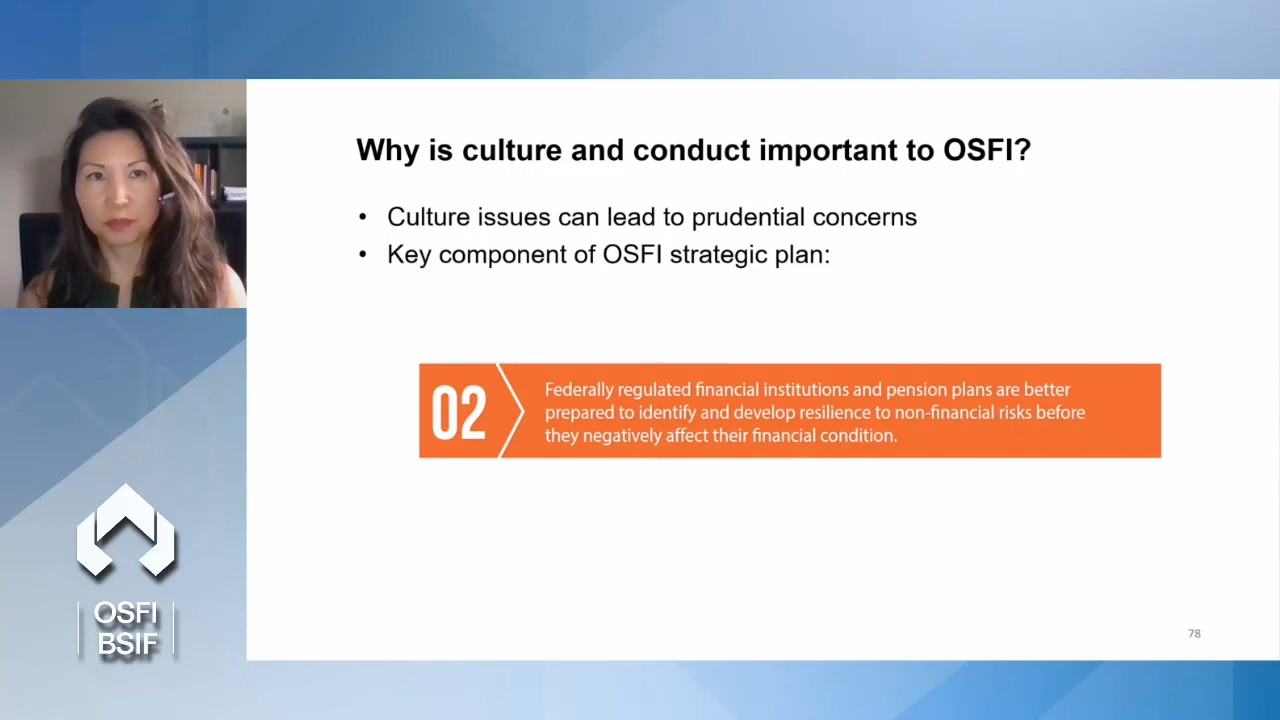 Why is culture and conduct important to OSFI?
• Culture issues can lead to prudential concerns
• Key component of OSFI strategic plan:
02
Federally regulated financial institutions and pension plans are better
prepared to identify and develop resilience to non-financial risks before
they negatively affect their financial condition.
OSFI
BSIF
78